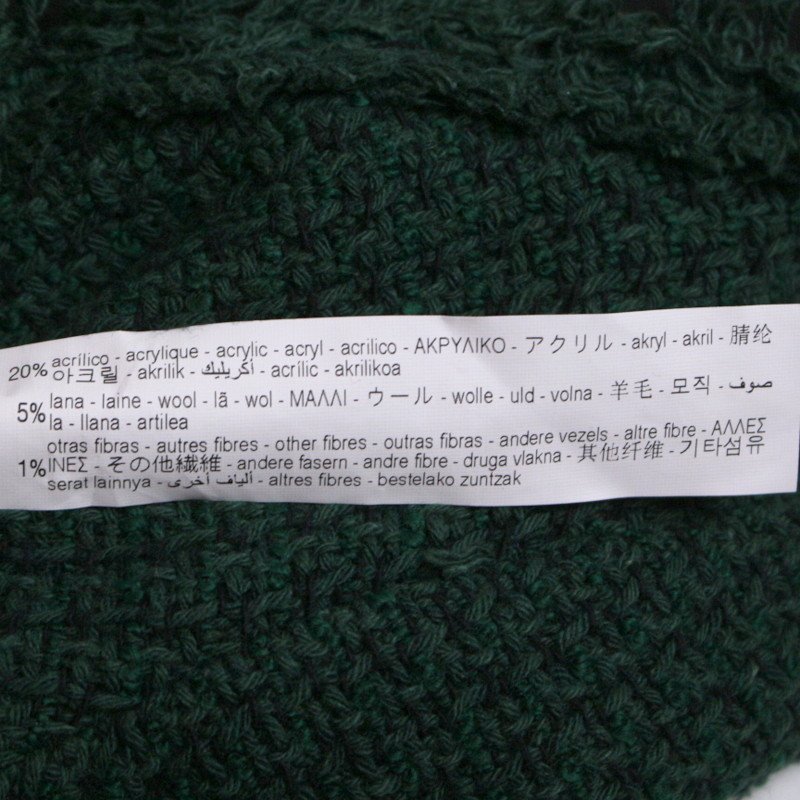 20% acrílico - acrylique - acrylic - acryl - acrilico - ΑΚΡΥΛΙΚΟ - アクリル - akryl - akril - 腈纶
아크릴 - akrilik - أكريليك - acrílic - akrilikoa
5% lana - laine - wool - lã - wol - ΜΑΛΛΙ - ウール - wolle - uld - volna - 羊毛 - 모직 - صوف -
la - llana - artilea
otras fibras - autres fibres - other fibres - outras fibras - andere vezels - altre fibre - ΑΛΛΕΣ
1% ΙΝΕΣ - その他繊維 - andere fasern - andre fibre - druga vlakna - 其他纤维 - 기타섬유
serat lainnya - ألياف أخرى - altres fibres - bestelako zuntzak